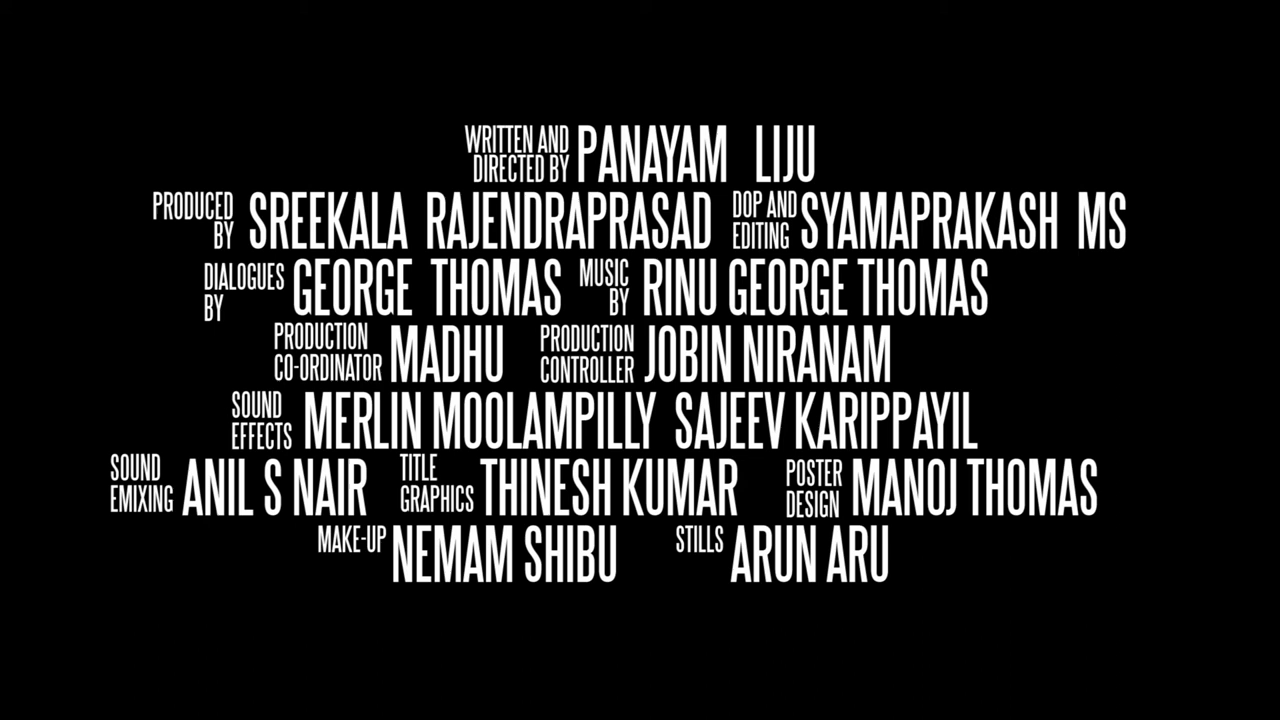 WRITTEN AND DIRECTED BY PANAYAM LIJU
PRODUCED BY SREEKALA RAJENDRAPRASAD DOP AND EDITING SYAMAPRAKASH MS
DIALOGUES BY GEORGE THOMAS MUSIC BY RINU GEORGE THOMAS
PRODUCTION CO-ORDINATOR MADHU PRODUCTION CONTROLLER JOBIN NIRANAM
SOUND EFFECTS MERLIN MOOLAMPILLY SAJEEV KARIPPAYIL
SOUND EMIXING ANIL S NAIR TITLE GRAPHICS THINESH KUMAR POSTER DESIGN MANOJ THOMAS
MAKE-UP NEMAM SHIBU STILLS ARUN ARU